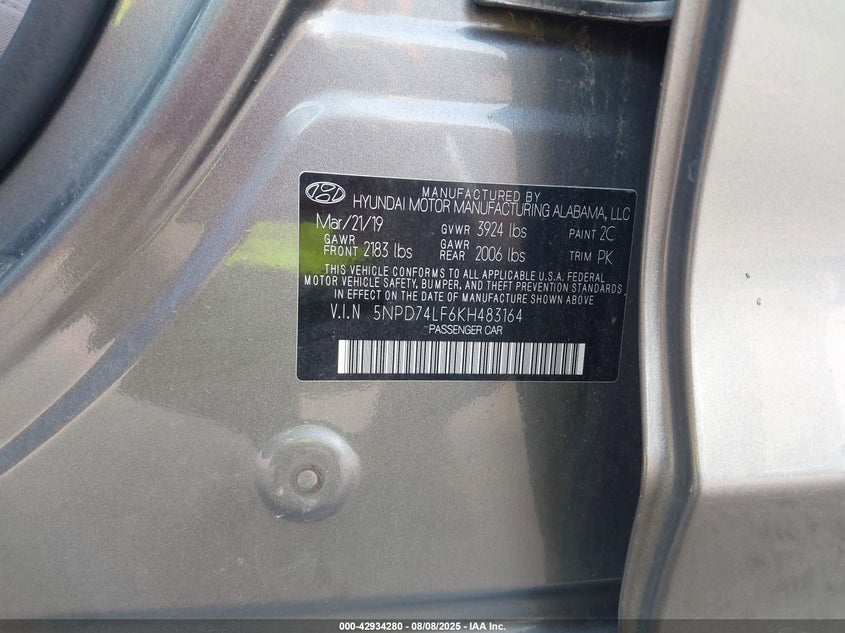 MANUFACTURED BY
HYUNDAI MOTOR MANUFACTURING ALABAMA, LLC
Mar/21/19 GVWR 3924 lbs PAINT 2C
GAWR FRONT 2183 lbs GAWR REAR 2006 lbs TRIM PK
THIS VEHICLE CONFORMS TO ALL APPLICABLE U.S.A. FEDERAL
MOTOR VEHICLE SAFETY, BUMPER, AND THEFT PREVENTION STANDARDS
IN EFFECT ON THE DATE OF MANUFACTURE SHOWN ABOVE
V.I.N 5NPD74LF6KH483164
PASSENGER CAR
000-42934280 - 08/08/2025 - IAA Inc.